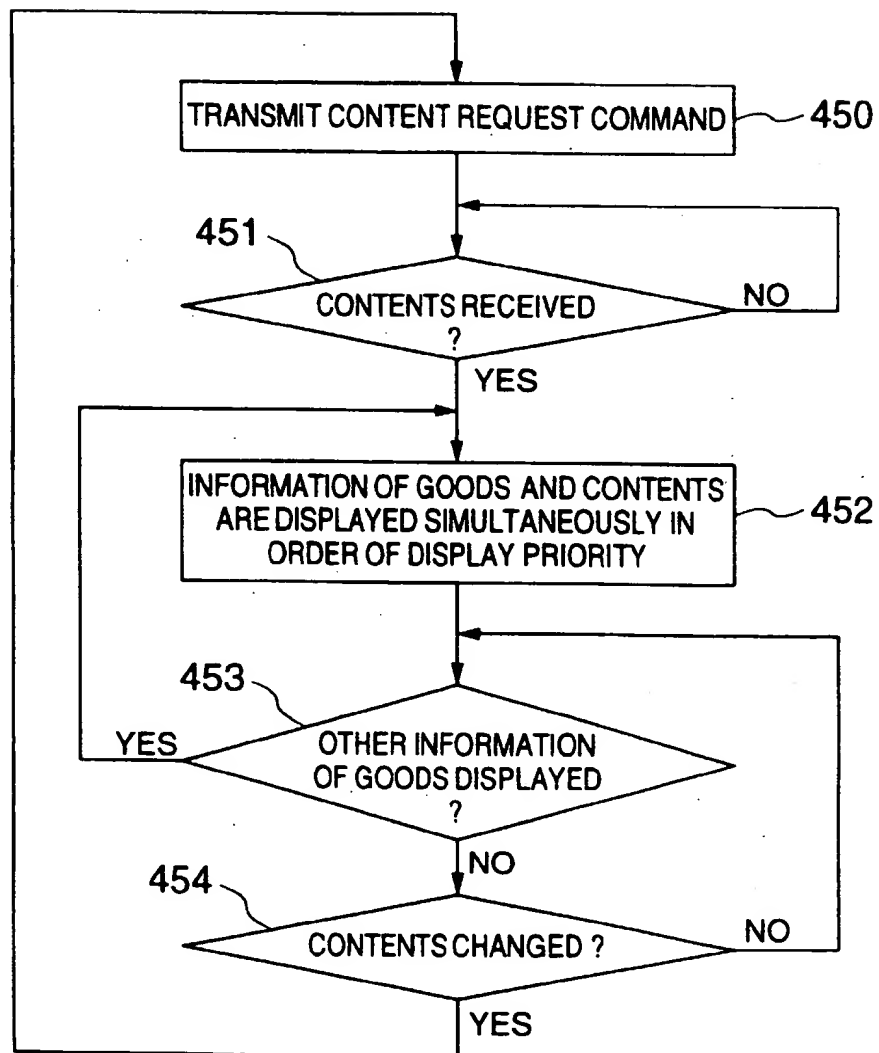 TRANSMIT CONTENT REQUEST COMMAND
450
451
CONTENTS RECEIVED
?
NO
YES
INFORMATION OF GOODS AND CONTENTS
ARE DISPLAYED SIMULTANEOUSLY IN
ORDER OF DISPLAY PRIORITY
452
453
YES
OTHER INFORMATION
OF GOODS DISPLAYED
?
NO
454
CONTENTS CHANGED ?
NO
YES